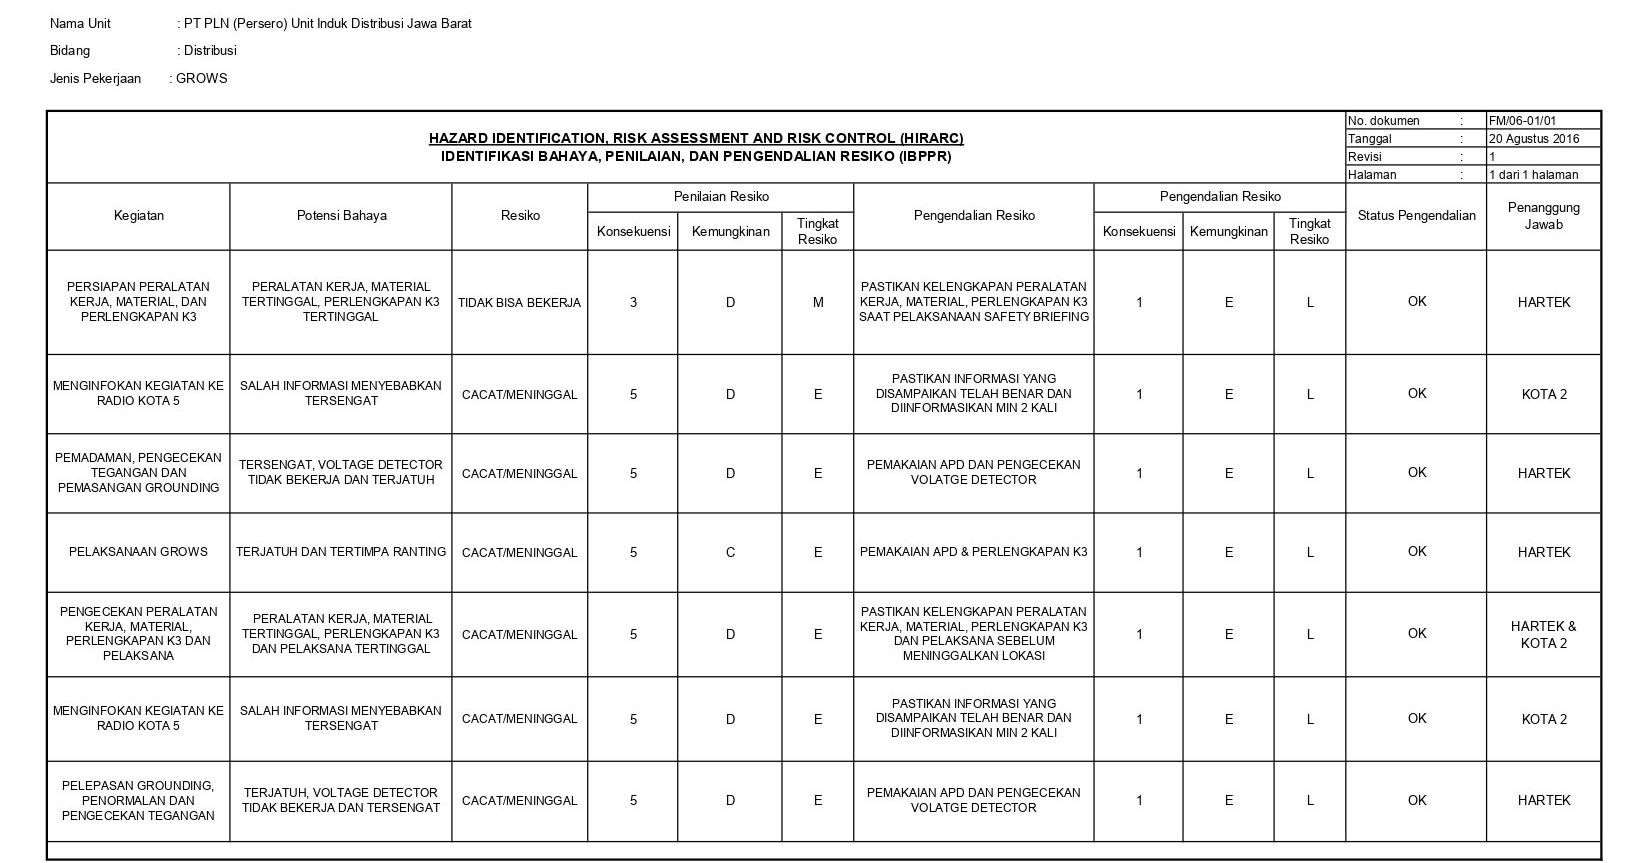 Nama Unit : PT PLN (Persero) Unit Induk Distribusi Jawa Barat
Bidang : Distribusi
Jenis Pekerjaan : GROWS
HAZARD IDENTIFICATION, RISK ASSESSMENT AND RISK CONTROL (HIRARC)
IDENTIFIKASI BAHAYA, PENILAIAN, DAN PENGENDALIAN RESIKO (IBPPR)
No. dokumen : FM/06-01/01
Tanggal : 20 Agustus 2016
Revisi : 1
Halaman : 1 dari 1 halaman
Kegiatan
Potensi Bahaya
Resiko
Penilaian Resiko
Konsekuensi
Kemungkinan
Tingkat
Resiko
Pengendalian Resiko
Pengendalian Resiko
Konsekuensi
Kemungkinan
Tingkat
Resiko
Status Pengendalian
Penanggung
Jawab
PERSIAPAN PERALATAN
KERJA, MATERIAL, DAN
PERLENGKAPAN K3
PERALATAN KERJA, MATERIAL
TERTINGGAL, PERLENGKAPAN K3
TERTINGGAL
TIDAK BISA BEKERJA
3
D
M
PASTIKAN KELENGKAPAN PERALATAN
KERJA, MATERIAL, PERLENGKAPAN K3
SAAT PELAKSANAAN SAFETY BRIEFING
1
E
L
OK
HARTEK
MENGINFOKAN KEGIATAN KE
RADIO KOTA 5
SALAH INFORMASI MENYEBABKAN
TERSENGAT
CACAT/MENINGGAL
5
D
E
PASTIKAN INFORMASI YANG
DISAMPAIKAN TELAH BENAR DAN
DIINFORMASIKAN MIN 2 KALI
1
E
L
OK
KOTA 2
PEMADAMAN, PENGECEKAN
TEGANGAN DAN
PEMASANGAN GROUNDING
TERSENGAT, VOLTAGE DETECTOR
TIDAK BEKERJA DAN TERJATUH
CACAT/MENINGGAL
5
D
E
PEMAKAIAN APD DAN PENGECEKAN
VOLATGE DETECTOR
1
E
L
OK
HARTEK
PELAKSANAAN GROWS
TERJATUH DAN TERTIMPA RANTING
CACAT/MENINGGAL
5
C
E
PEMAKAIAN APD & PERLENGKAPAN K3
1
E
L
OK
HARTEK
PENGECEKAN PERALATAN
KERJA, MATERIAL,
PERLENGKAPAN K3 DAN
PELAKSANA
PERALATAN KERJA, MATERIAL
TERTINGGAL, PERLENGKAPAN K3
DAN PELAKSANA TERTINGGAL
CACAT/MENINGGAL
5
D
E
PASTIKAN KELENGKAPAN PERALATAN
KERJA, MATERIAL, PERLENGKAPAN K3
DAN PELAKSANA SEBELUM
MENINGGALKAN LOKASI
1
E
L
OK
HARTEK &
KOTA 2
MENGINFOKAN KEGIATAN KE
RADIO KOTA 5
SALAH INFORMASI MENYEBABKAN
TERSENGAT
CACAT/MENINGGAL
5
D
E
PASTIKAN INFORMASI YANG
DISAMPAIKAN TELAH BENAR DAN
DIINFORMASIKAN MIN 2 KALI
1
E
L
OK
KOTA 2
PELEPASAN GROUNDING,
PENORMALAN DAN
PENGECEKAN TEGANGAN
TERJATUH, VOLTAGE DETECTOR
TIDAK BEKERJA DAN TERSENGAT
CACAT/MENINGGAL
5
D
E
PEMAKAIAN APD DAN PENGECEKAN
VOLATGE DETECTOR
1
E
L
OK
HARTEK